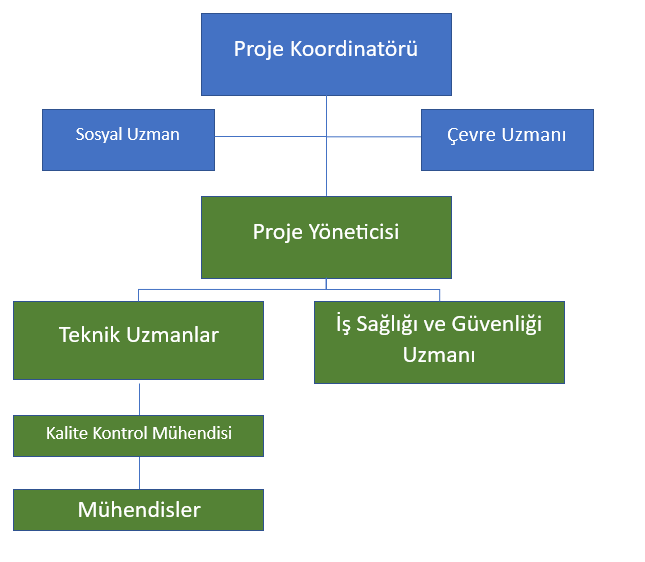 Proje Koordinatörü
Sosyal Uzman
Çevre Uzmanı
Proje Yöneticisi
Teknik Uzmanlar
İş Sağlığı ve Güvenliği
Uzmanı
Kalite Kontrol Mühendisi
Mühendisler